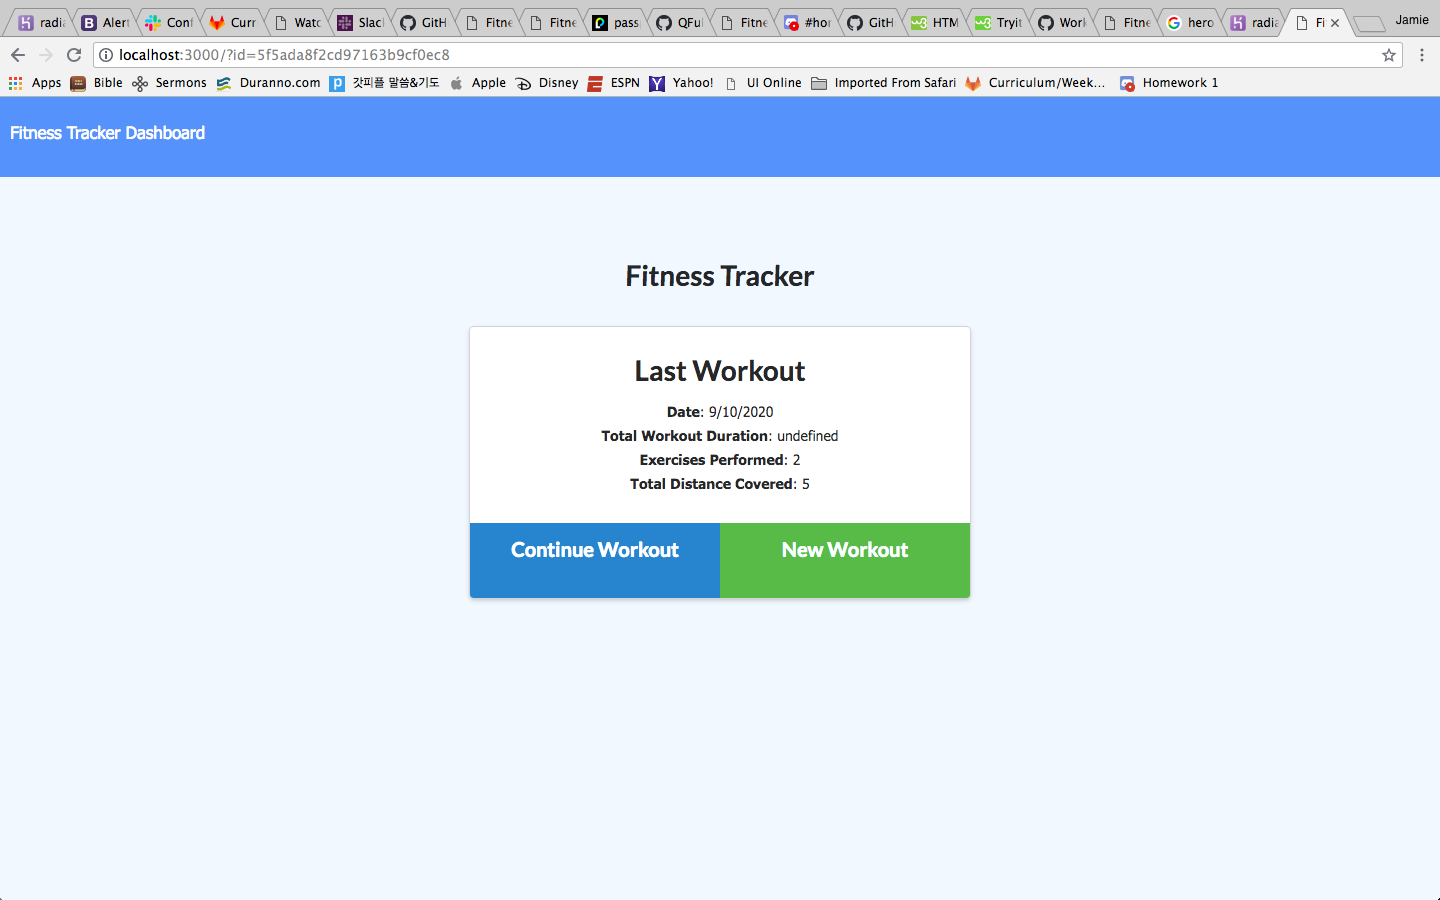 radia
Alert
Conf
Curr
Watc
Slac
GitH
Fitne
Fitne
pass
QFul
Fitne
#hor
GitH
HTM
Tryit
Work
Fitne
hero
radia
Fi
Jamie
localhost:3000/?id=5f5ada8f2cd97163b9cf0ec8
Apps
Bible
Sermons
Duranno.com
갓피플 말씀&기도
Apple
Disney
ESPN
Yahoo!
UI Online
Imported From Safari
Curriculum/Week...
Homework 1
Fitness Tracker Dashboard
Fitness Tracker
Last Workout
Date: 9/10/2020
Total Workout Duration: undefined
Exercises Performed: 2
Total Distance Covered: 5
Continue Workout
New Workout